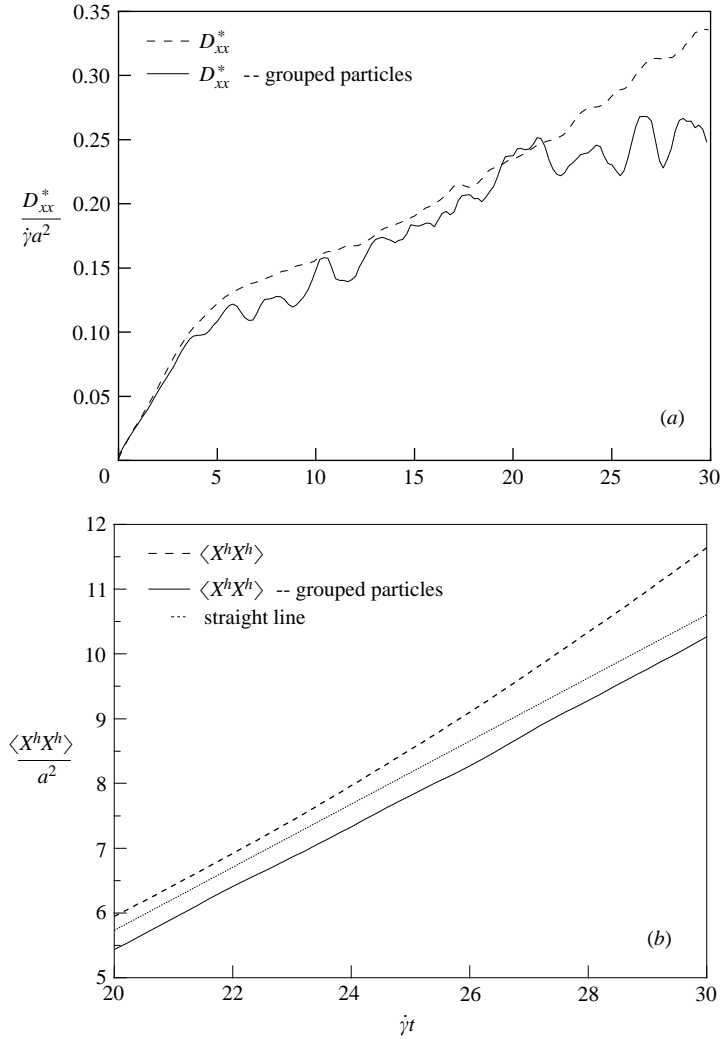 0.35
D*xx
D*xx -- grouped particles
0.30
0.25
D*xx
γ̇a²
0.20
0.15
0.10
0.05
(a)
0 5 10 15 20 25 30
12
⟨XʰXʰ⟩
⟨XʰXʰ⟩ -- grouped particles
straight line
11
10
9
⟨XʰXʰ⟩
a²
8
7
6
(b)
5
20 22 24 26 28 30
γ̇t